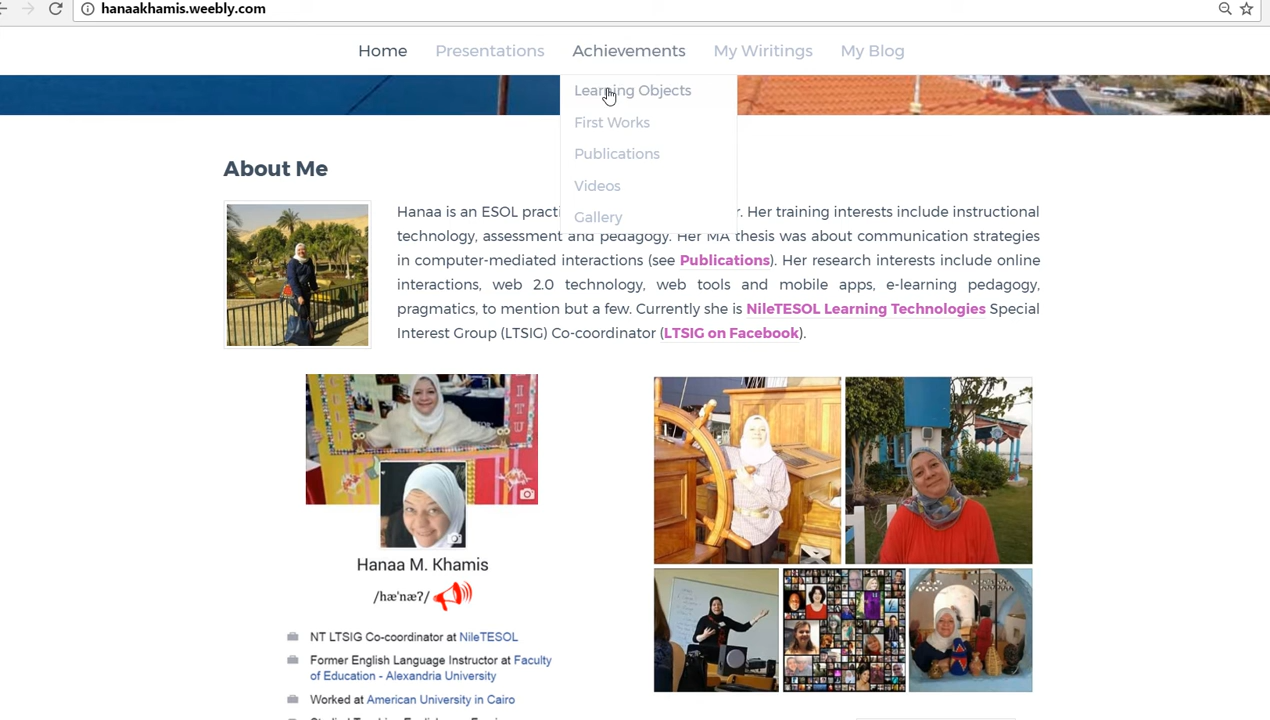 hanaakhamis.weebly.com
Home Presentations Achievements My Wiritings My Blog
Learning Objects
First Works
Publications
Videos
Gallery
About Me
Hanaa is an ESOL r. Her training interests include instructional
technology, assessment and pedagogy. Her MA thesis was about communication strategies
in computer-mediated interactions (see Publications). Her research interests include online
interactions, web 2.0 technology, web tools and mobile apps, e-learning pedagogy,
pragmatics, to mention but a few. Currently she is NileTESOL Learning Technologies Special
Interest Group (LTSIG) Co-coordinator (LTSIG on Facebook).
Hanaa M. Khamis
/hæ'næʔ/
NT LTSIG Co-coordinator at NileTESOL
Former English Language Instructor at Faculty
of Education - Alexandria University
Worked at American University in Cairo